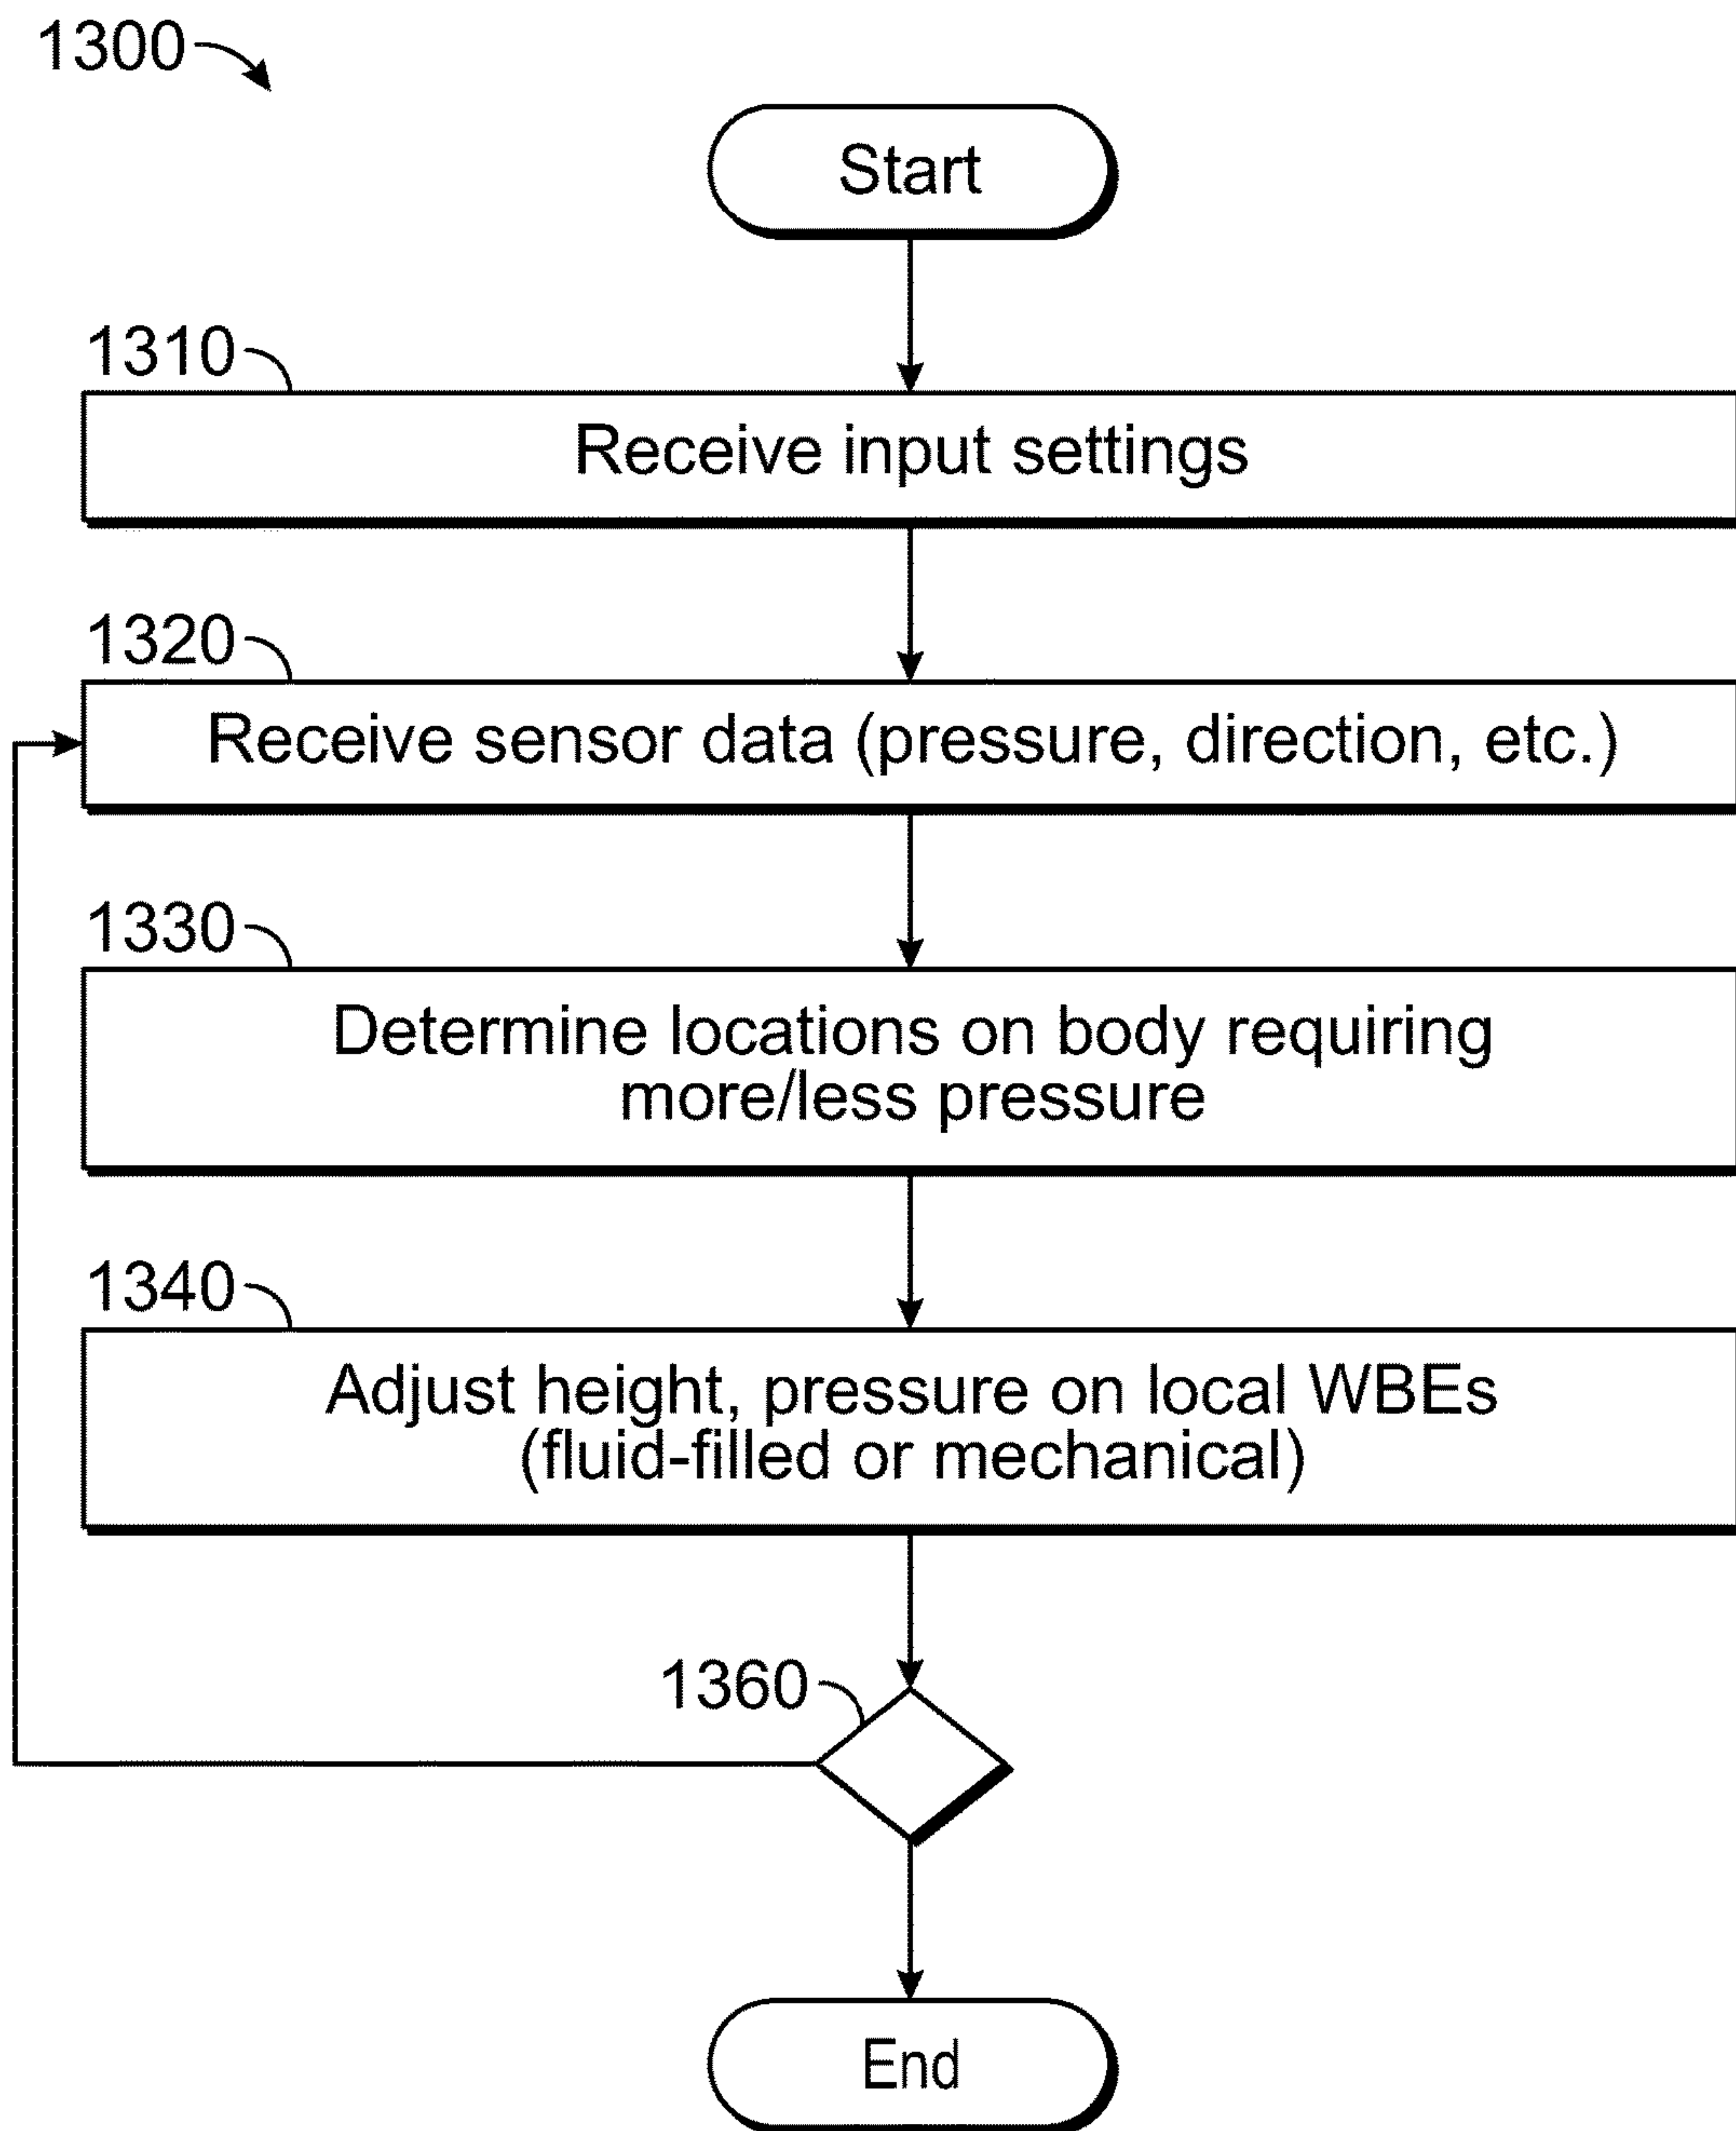 1300
Start
1310
Receive input settings
1320
Receive sensor data (pressure, direction, etc.)
1330
Determine locations on body requiring
more/less pressure
1340
Adjust height, pressure on local WBEs
(fluid-filled or mechanical)
1360
End